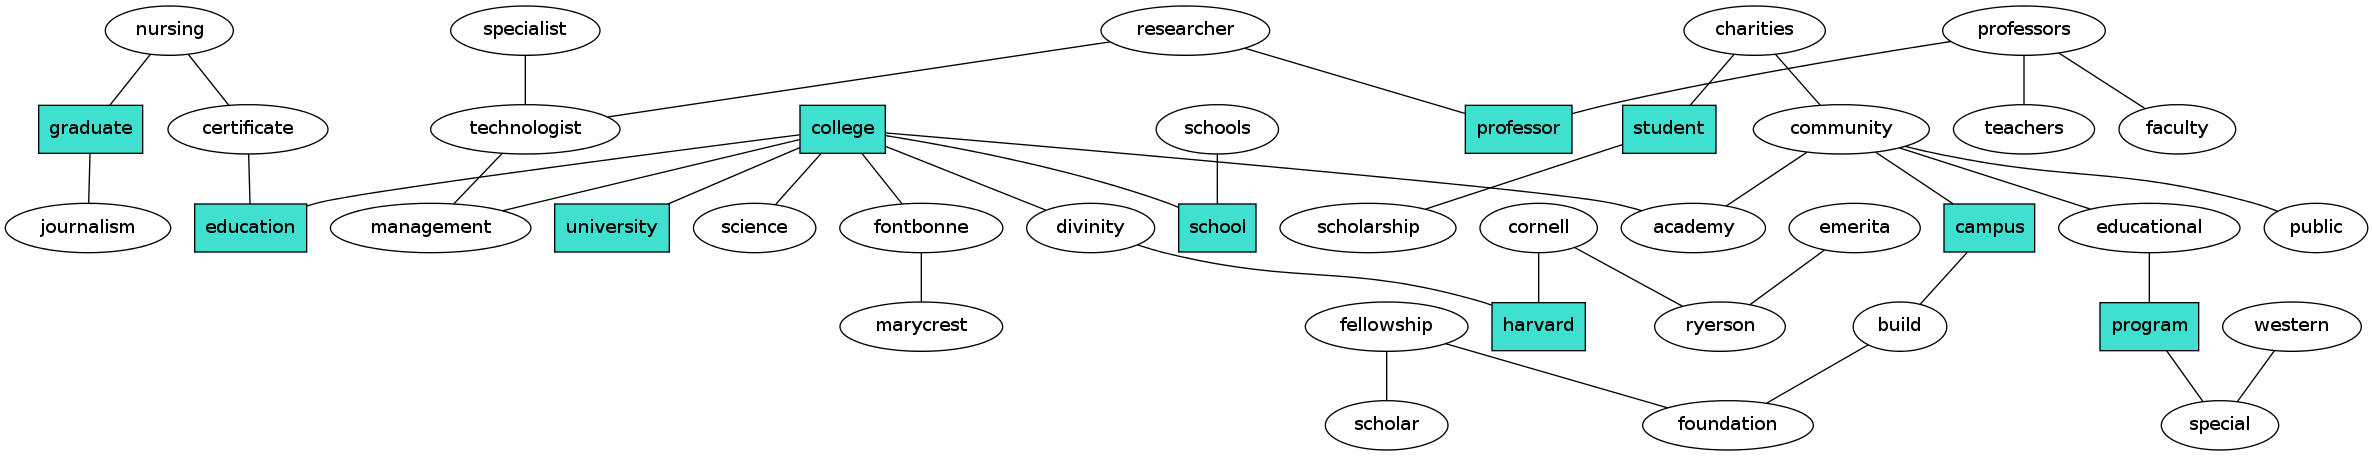 nursing
specialist
researcher
charities
professors
graduate
certificate
technologist
college
schools
professor
student
community
teachers
faculty
journalism
education
management
university
science
fontbonne
divinity
school
scholarship
cornell
academy
emerita
campus
educational
public
marycrest
fellowship
harvard
ryerson
build
program
western
scholar
foundation
special